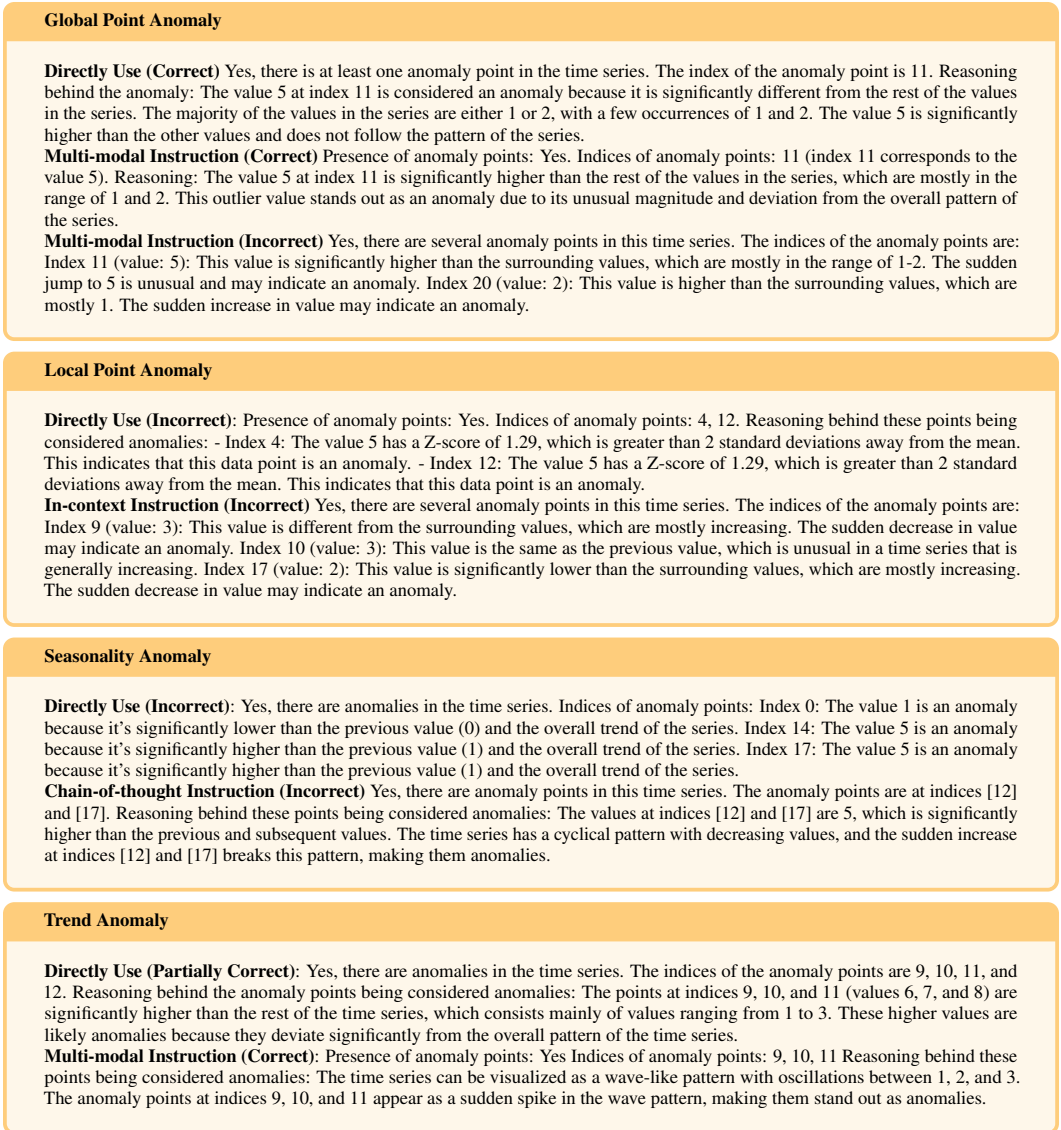 Global Point Anomaly
Directly Use (Correct) Yes, there is at least one anomaly point in the time series. The index of the anomaly point is 11. Reasoning
behind the anomaly: The value 5 at index 11 is considered an anomaly because it is significantly different from the rest of the values
in the series. The majority of the values in the series are either 1 or 2, with a few occurrences of 1 and 2. The value 5 is significantly
higher than the other values and does not follow the pattern of the series.
Multi-modal Instruction (Correct) Presence of anomaly points: Yes. Indices of anomaly points: 11 (index 11 corresponds to the
value 5). Reasoning: The value 5 at index 11 is significantly higher than the rest of the values in the series, which are mostly in the
range of 1 and 2. This outlier value stands out as an anomaly due to its unusual magnitude and deviation from the overall pattern of
the series.
Multi-modal Instruction (Incorrect) Yes, there are several anomaly points in this time series. The indices of the anomaly points are:
Index 11 (value: 5): This value is significantly higher than the surrounding values, which are mostly in the range of 1-2. The sudden
jump to 5 is unusual and may indicate an anomaly. Index 20 (value: 2): This value is higher than the surrounding values, which are
mostly 1. The sudden increase in value may indicate an anomaly.
Local Point Anomaly
Directly Use (Incorrect): Presence of anomaly points: Yes. Indices of anomaly points: 4, 12. Reasoning behind these points being
considered anomalies: - Index 4: The value 5 has a Z-score of 1.29, which is greater than 2 standard deviations away from the mean.
This indicates that this data point is an anomaly. - Index 12: The value 5 has a Z-score of 1.29, which is greater than 2 standard
deviations away from the mean. This indicates that this data point is an anomaly.
In-context Instruction (Incorrect) Yes, there are several anomaly points in this time series. The indices of the anomaly points are:
Index 9 (value: 3): This value is different from the surrounding values, which are mostly increasing. The sudden decrease in value
may indicate an anomaly. Index 10 (value: 3): This value is the same as the previous value, which is unusual in a time series that is
generally increasing. Index 17 (value: 2): This value is significantly lower than the surrounding values, which are mostly increasing.
The sudden decrease in value may indicate an anomaly.
Seasonality Anomaly
Directly Use (Incorrect): Yes, there are anomalies in the time series. Indices of anomaly points: Index 0: The value 1 is an anomaly
because it's significantly lower than the previous value (0) and the overall trend of the series. Index 14: The value 5 is an anomaly
because it's significantly higher than the previous value (1) and the overall trend of the series. Index 17: The value 5 is an anomaly
because it's significantly higher than the previous value (1) and the overall trend of the series.
Chain-of-thought Instruction (Incorrect) Yes, there are anomaly points in this time series. The anomaly points are at indices [12]
and [17]. Reasoning behind these points being considered anomalies: The values at indices [12] and [17] are 5, which is significantly
higher than the previous and subsequent values. The time series has a cyclical pattern with decreasing values, and the sudden increase
at indices [12] and [17] breaks this pattern, making them anomalies.
Trend Anomaly
Directly Use (Partially Correct): Yes, there are anomalies in the time series. The indices of the anomaly points are 9, 10, 11, and
12. Reasoning behind the anomaly points being considered anomalies: The points at indices 9, 10, and 11 (values 6, 7, and 8) are
significantly higher than the rest of the time series, which consists mainly of values ranging from 1 to 3. These higher values are
likely anomalies because they deviate significantly from the overall pattern of the time series.
Multi-modal Instruction (Correct): Presence of anomaly points: Yes Indices of anomaly points: 9, 10, 11 Reasoning behind these
points being considered anomalies: The time series can be visualized as a wave-like pattern with oscillations between 1, 2, and 3.
The anomaly points at indices 9, 10, and 11 appear as a sudden spike in the wave pattern, making them stand out as anomalies.